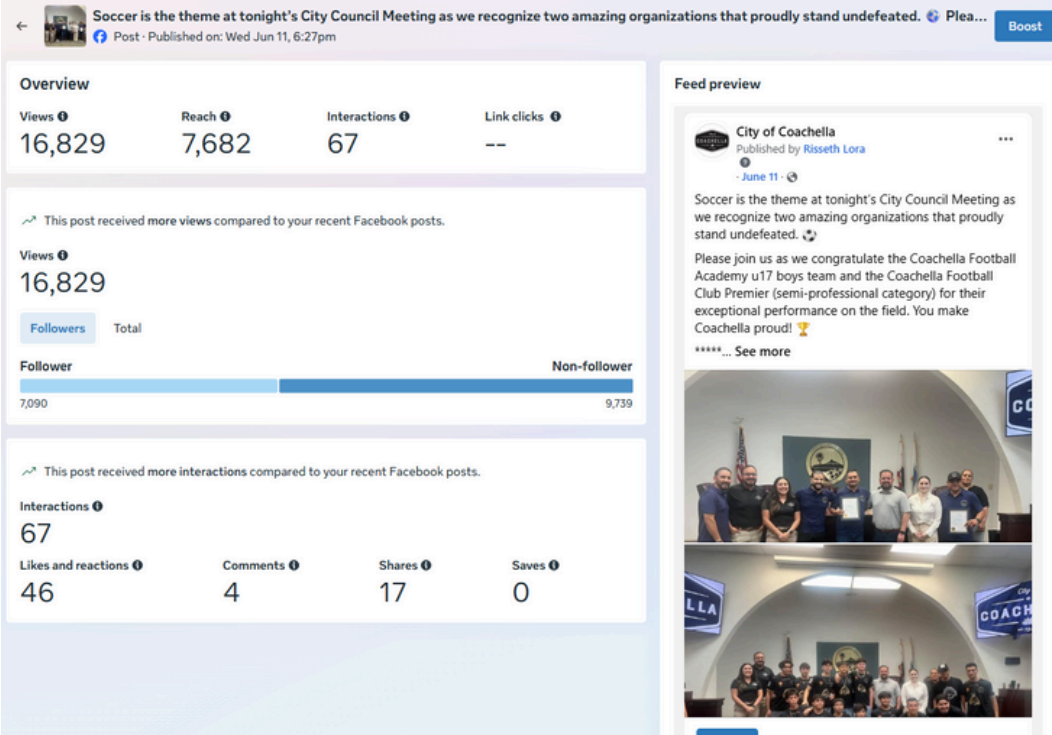 Soccer is the theme at tonight's City Council Meeting as we recognize two amazing organizations that proudly stand undefeated. ⚽ Plea...
Post · Published on: Wed Jun 11, 6:27pm
Boost
Overview
Views
Reach
Interactions
Link clicks
16,829
7,682
67
--
This post received more views compared to your recent Facebook posts.
Views
16,829
Followers
Total
Follower
Non-follower
7,090
9,739
This post received more interactions compared to your recent Facebook posts.
Interactions
67
Likes and reactions
Comments
Shares
Saves
46
4
17
0
Feed preview
City of Coachella
Published by Risseth Lora
· June 11 ·
Soccer is the theme at tonight's City Council Meeting as
we recognize two amazing organizations that proudly
stand undefeated. ⚽
Please join us as we congratulate the Coachella Football
Academy u17 boys team and the Coachella Football
Club Premier (semi-professional category) for their
exceptional performance on the field. You make
Coachella proud! 🏆
*****... See more
CO
LLA
COACH